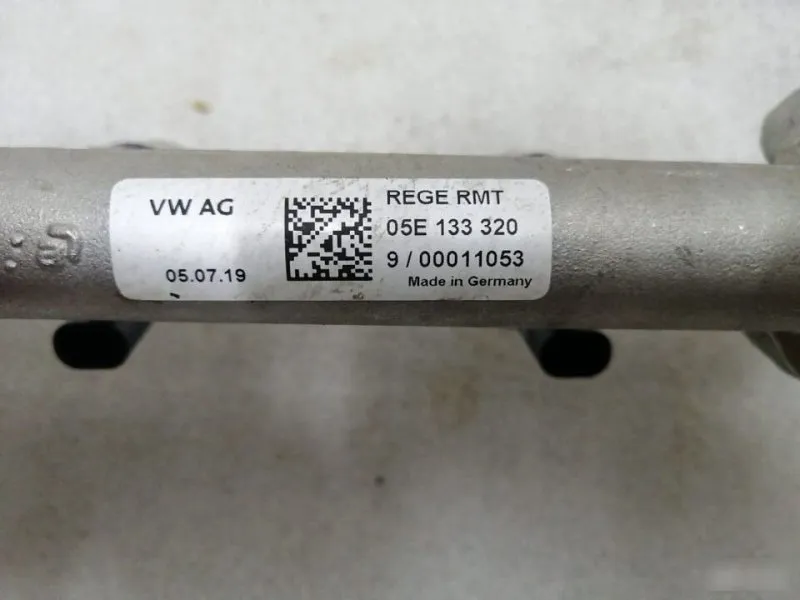 VW AG
05.07.19
REGE RMT
05E 133 320
9 / 00011053
Made in Germany